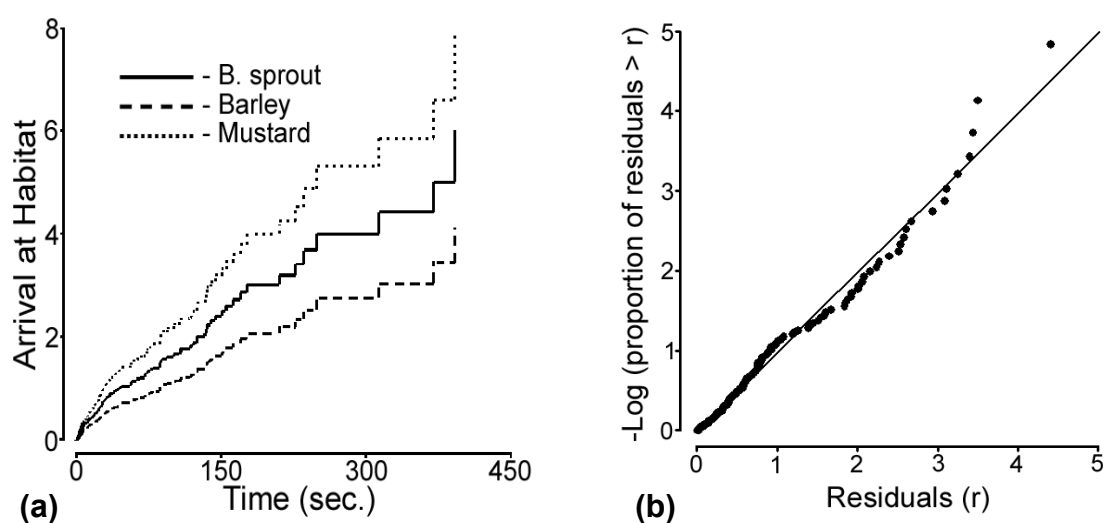 Arrival at Habitat
8
6
4
2
0
- B. sprout
- Barley
- Mustard
0 150 300 450
Time (sec.)
(a)
-Log (proportion of residuals > r)
5
4
3
2
1
0
0 1 2 3 4 5
Residuals (r)
(b)